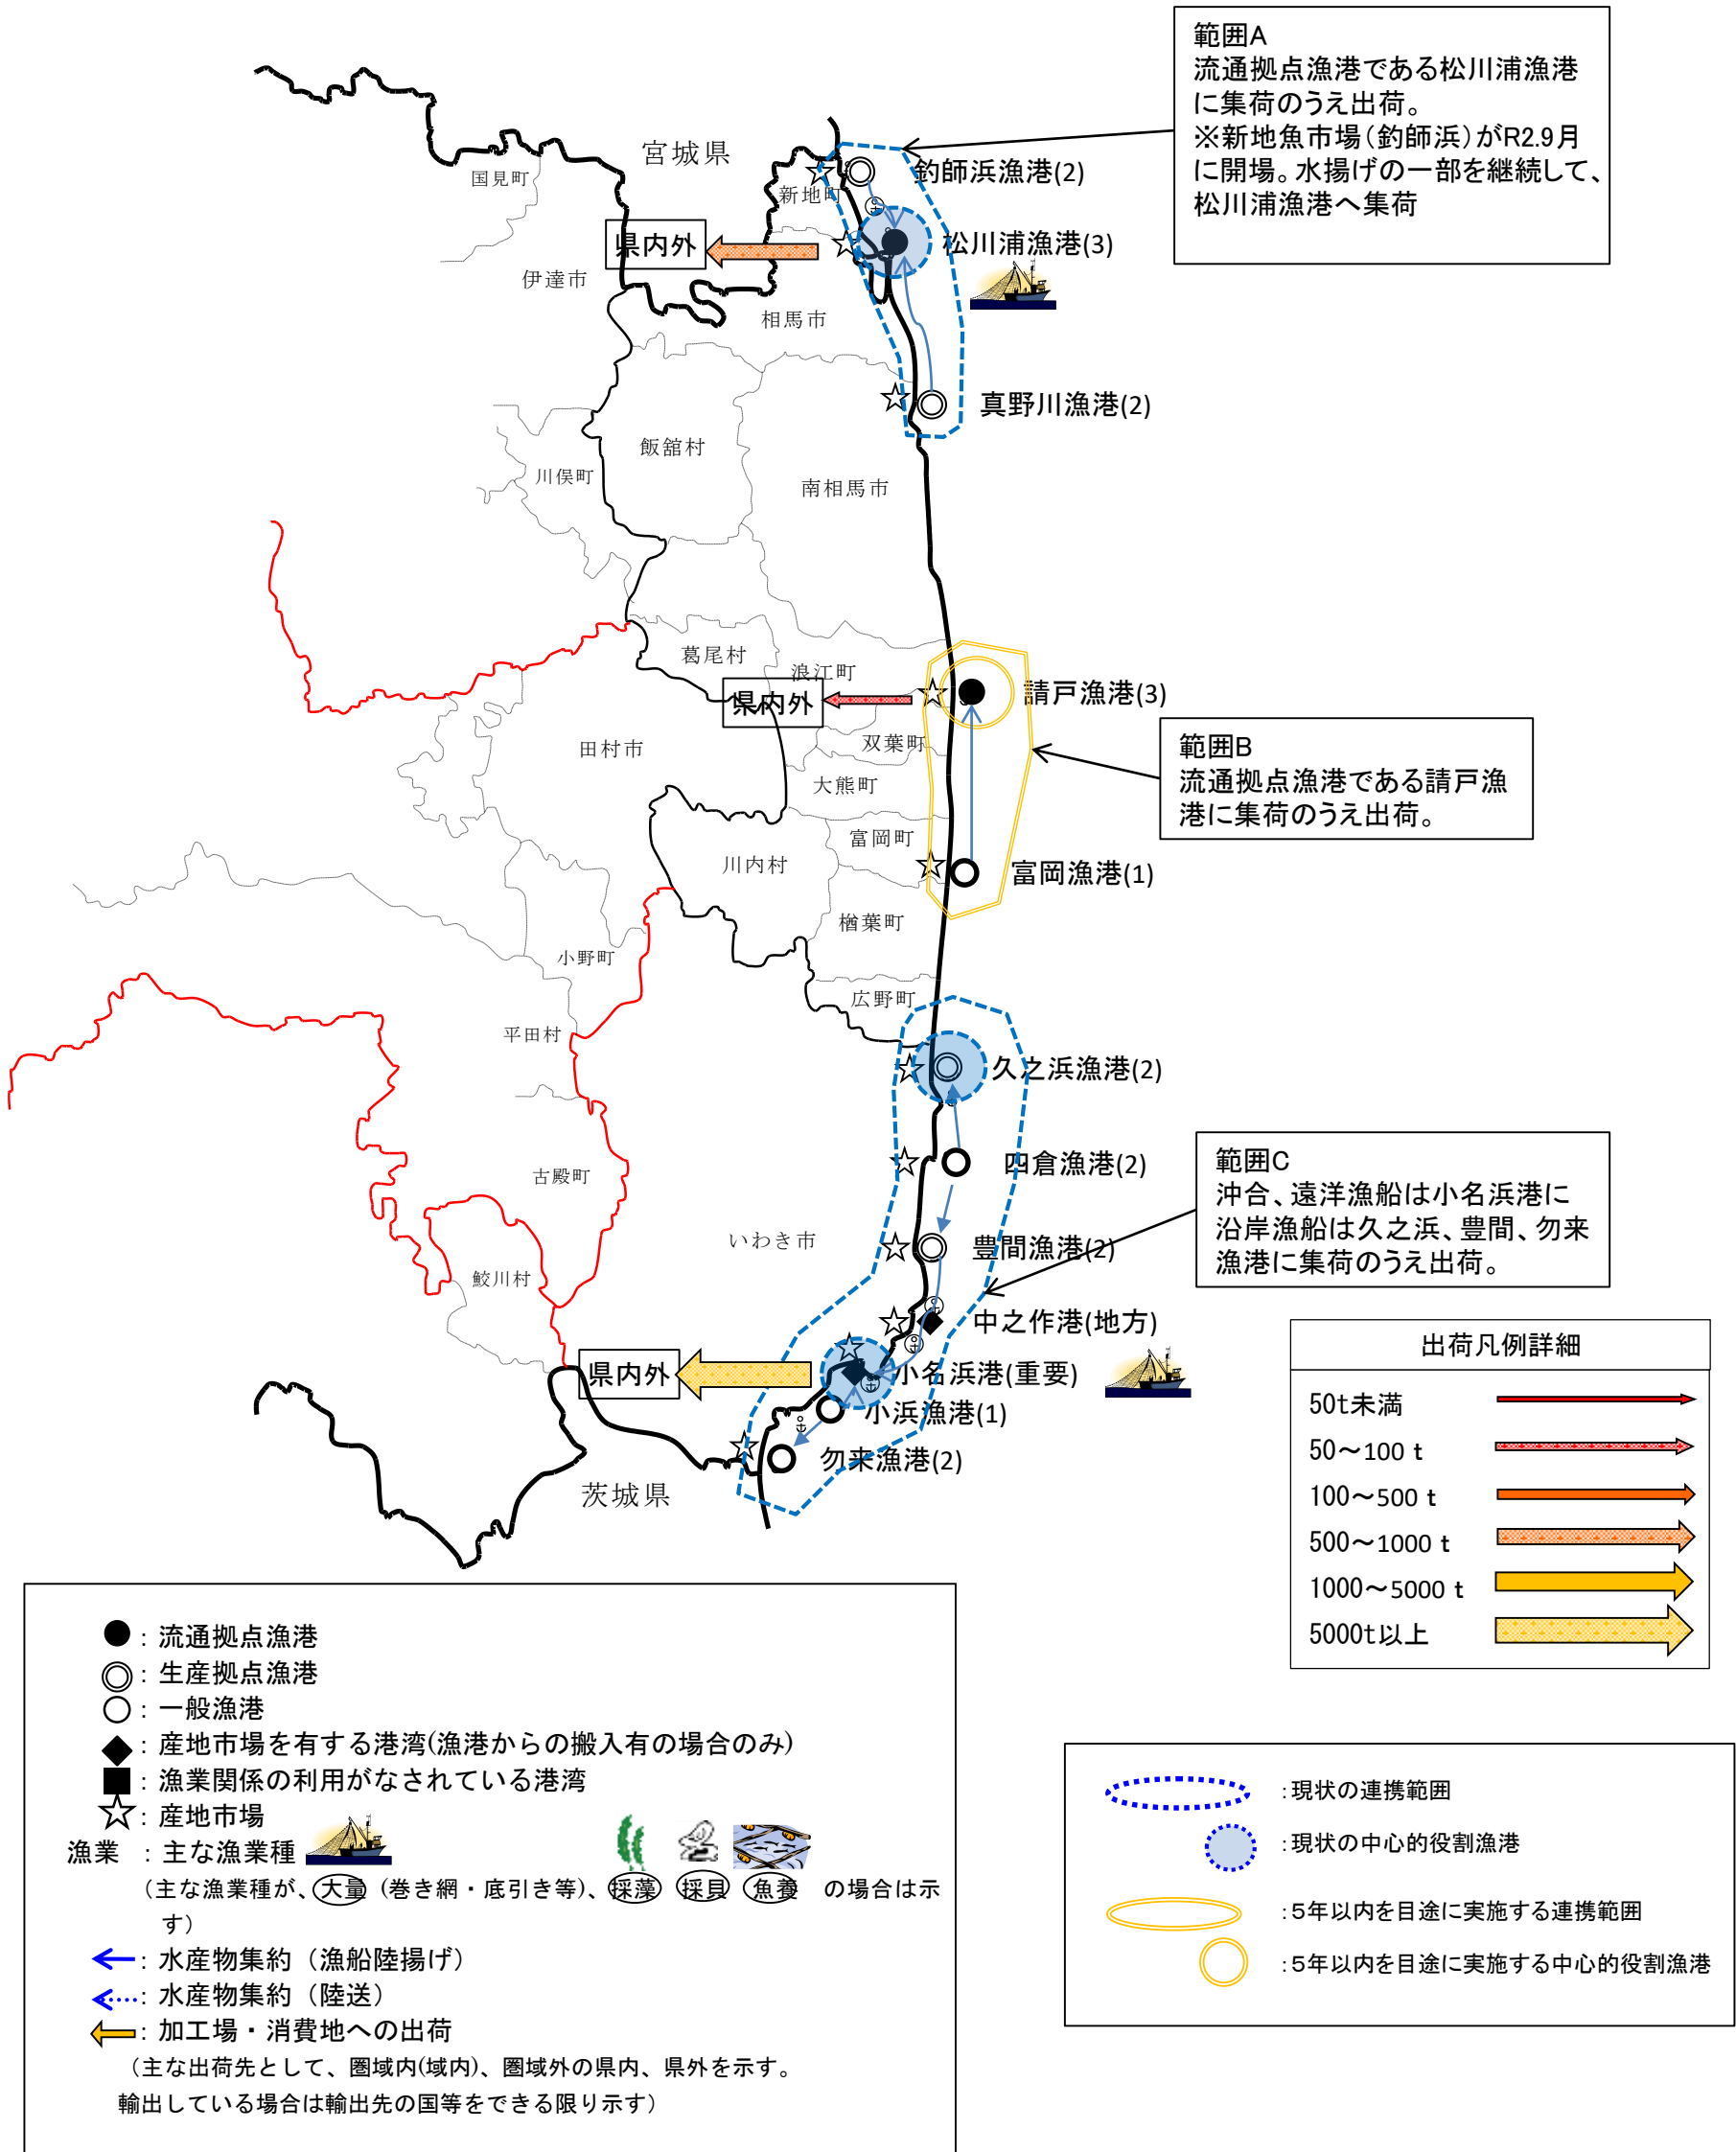 範囲A
流通拠点漁港である松川浦漁港
に集荷のうえ出荷。
※新地魚市場(釣師浜)がR2.9月
に開場。水揚げの一部を継続して、
松川浦漁港へ集荷
宮城県
国見町
新地町
釣師浜漁港(2)
県内外
松川浦漁港(3)
伊達市
相馬市
真野川漁港(2)
飯舘村
川俣町
南相馬市
葛尾村
浪江町
県内外
請戸漁港(3)
範囲B
流通拠点漁港である請戸漁
港に集荷のうえ出荷。
双葉町
田村市
大熊町
富岡町
川内村
富岡漁港(1)
楢葉町
小野町
広野町
平田村
久之浜漁港(2)
範囲C
沖合、遠洋漁船は小名浜港に
沿岸漁船は久之浜、豊間、勿来
漁港に集荷のうえ出荷。
四倉漁港(2)
古殿町
いわき市
豊間漁港(2)
鮫川村
中之作港(地方)
県内外
小名浜港(重要)
小浜漁港(1)
勿来漁港(2)
茨城県
出荷凡例詳細
50t未満
50～100 t
100～500 t
500～1000 t
1000～5000 t
5000t以上
：流通拠点漁港
：生産拠点漁港
：一般漁港
：産地市場を有する港湾(漁港からの搬入有の場合のみ)
：漁業関係の利用がなされている港湾
：産地市場
漁業 ：主な漁業種
（主な漁業種が、大量 (巻き網・底引き等)、採藻 採貝 魚養 の場合は示
す）
：水産物集約（漁船陸揚げ）
：水産物集約（陸送）
：加工場・消費地への出荷
（主な出荷先として、圏域内(域内)、圏域外の県内、県外を示す。
輸出している場合は輸出先の国等をできる限り示す）
：現状の連携範囲
：現状の中心的役割漁港
：5年以内を目途に実施する連携範囲
：5年以内を目途に実施する中心的役割漁港